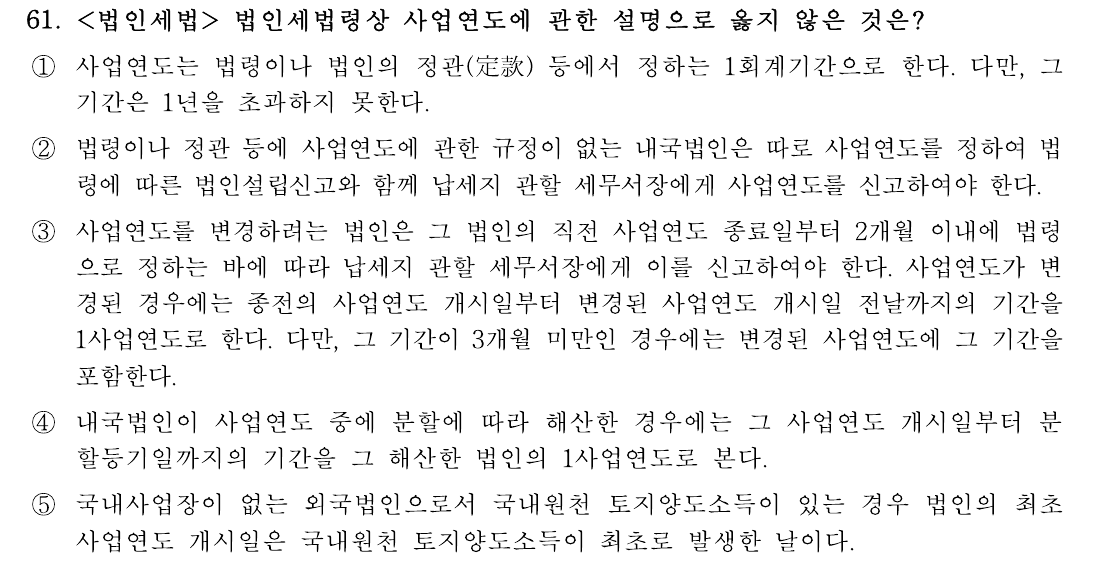 61. <법인세법> 법인세법령상 사업연도에 관한 설명으로 옳지 않은 것은?
① 사업연도는 법령이나 법인의 정관(定款) 등에서 정하는 1회계기간으로 한다. 다만, 그
기간은 1년을 초과하지 못한다.
② 법령이나 정관 등에 사업연도에 관한 규정이 없는 내국법인은 따로 사업연도를 정하여 법
령에 따른 법인설립신고와 함께 납세지 관할 세무서장에게 사업연도를 신고하여야 한다.
③ 사업연도를 변경하려는 법인은 그 법인의 직전 사업연도 종료일부터 2개월 이내에 법령
으로 정하는 바에 따라 납세지 관할 세무서장에게 이를 신고하여야 한다. 사업연도가 변
경된 경우에는 종전의 사업연도 개시일부터 변경된 사업연도 개시일 전날까지의 기간을
1사업연도로 한다. 다만, 그 기간이 3개월 미만인 경우에는 변경된 사업연도에 그 기간을
포함한다.
④ 내국법인이 사업연도 중에 분할에 따라 해산한 경우에는 그 사업연도 개시일부터 분
할등기일까지의 기간을 그 해산한 법인의 1사업연도로 본다.
⑤ 국내사업장이 없는 외국법인으로서 국내원천 토지양도소득이 있는 경우 법인의 최초
사업연도 개시일은 국내원천 토지양도소득이 최초로 발생한 날이다.